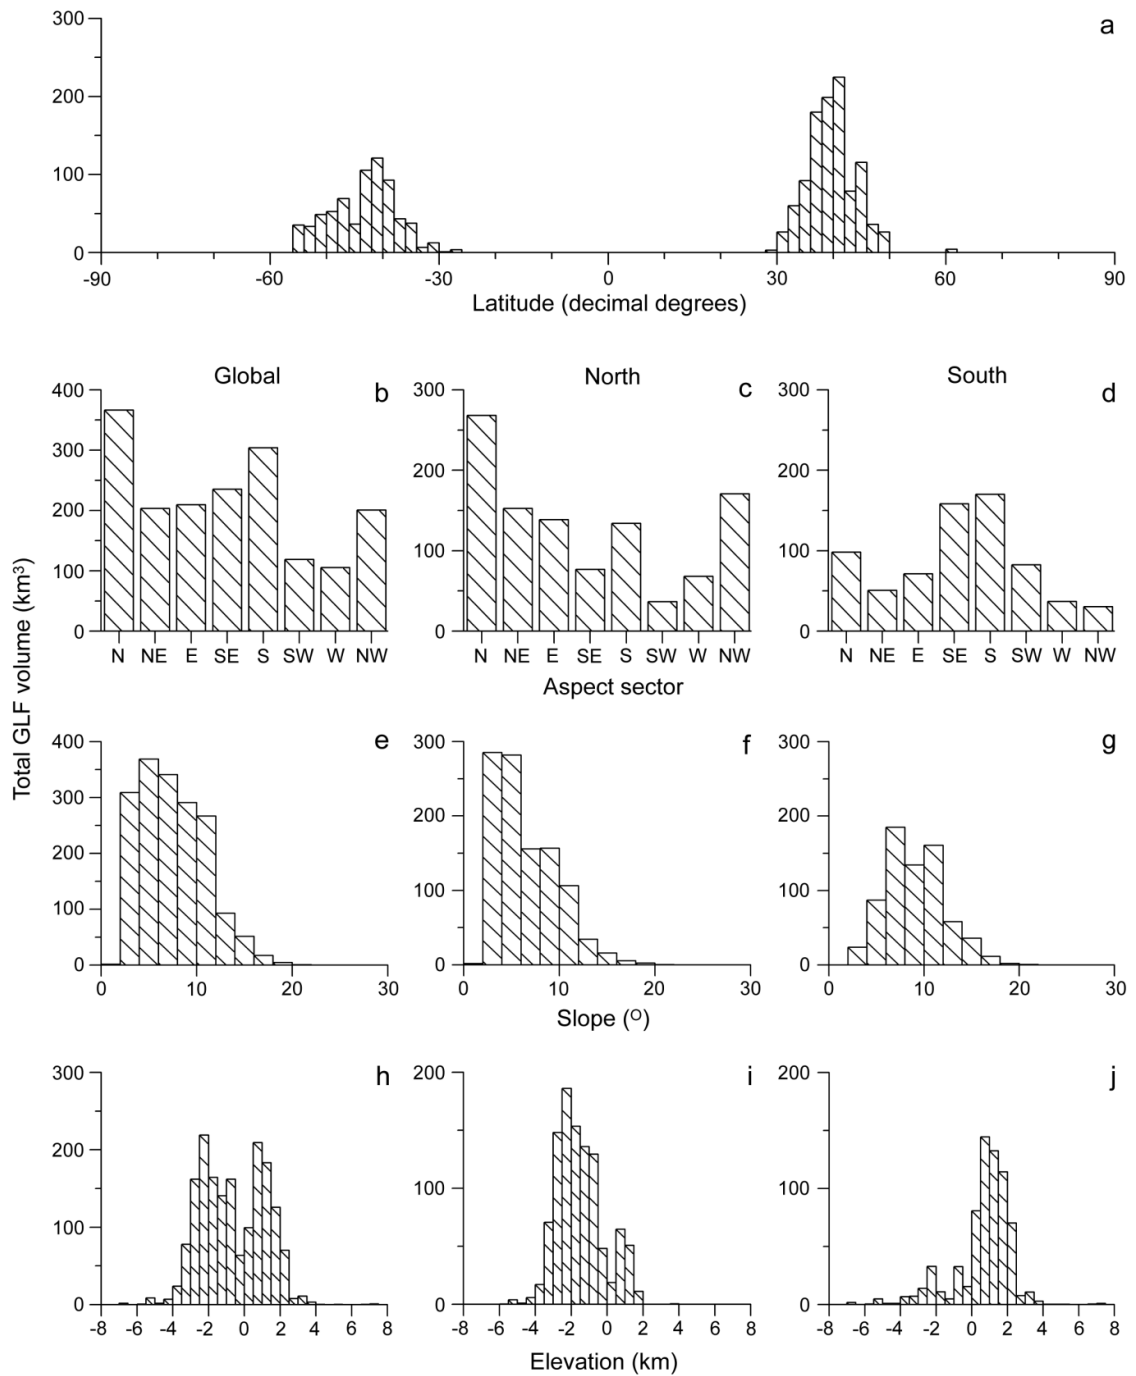 a
300
200
100
0
-90 -60 -30 0 30 60 90
Latitude (decimal degrees)
Total GLF volume (km³)
Global North South
b c d
400 300 300
300
200 200
200
100 100
100
0 0 0
N NE E SE S SW W NW N NE E SE S SW W NW N NE E SE S SW W NW
Aspect sector
e f g
400 300 300
300
200 200
200
100 100
100
0 0 0
0 10 20 30 0 10 20 30 0 10 20 30
Slope (O)
h i j
300 200 200
200
100 100
100
0 0 0
-8 -6 -4 -2 0 2 4 6 8 -8 -6 -4 -2 0 2 4 6 8 -8 -6 -4 -2 0 2 4 6 8
Elevation (km)